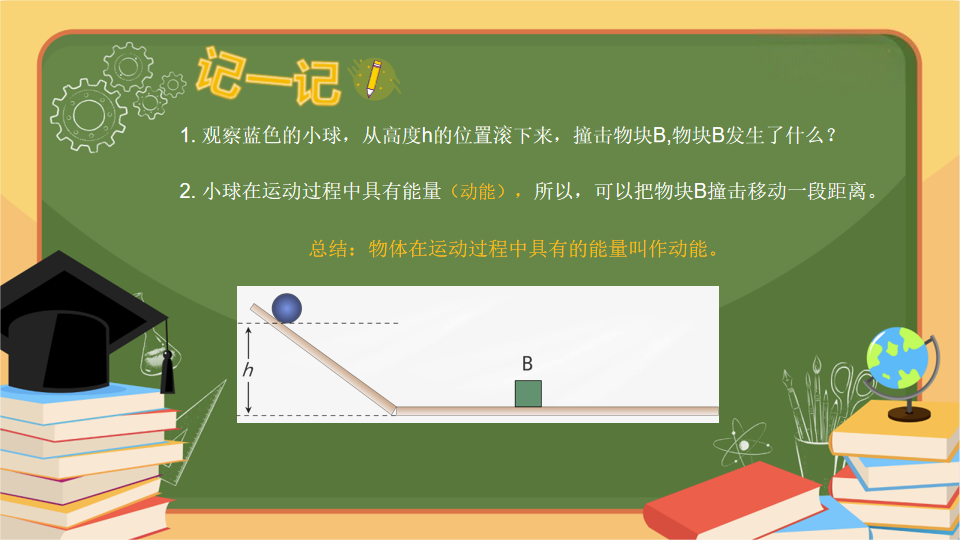 记一记
1. 观察蓝色的小球，从高度h的位置滚下来，撞击物块B,物块B发生了什么？
2. 小球在运动过程中具有能量（动能），所以，可以把物块B撞击移动一段距离。
总结：物体在运动过程中具有的能量叫作动能。
B
h